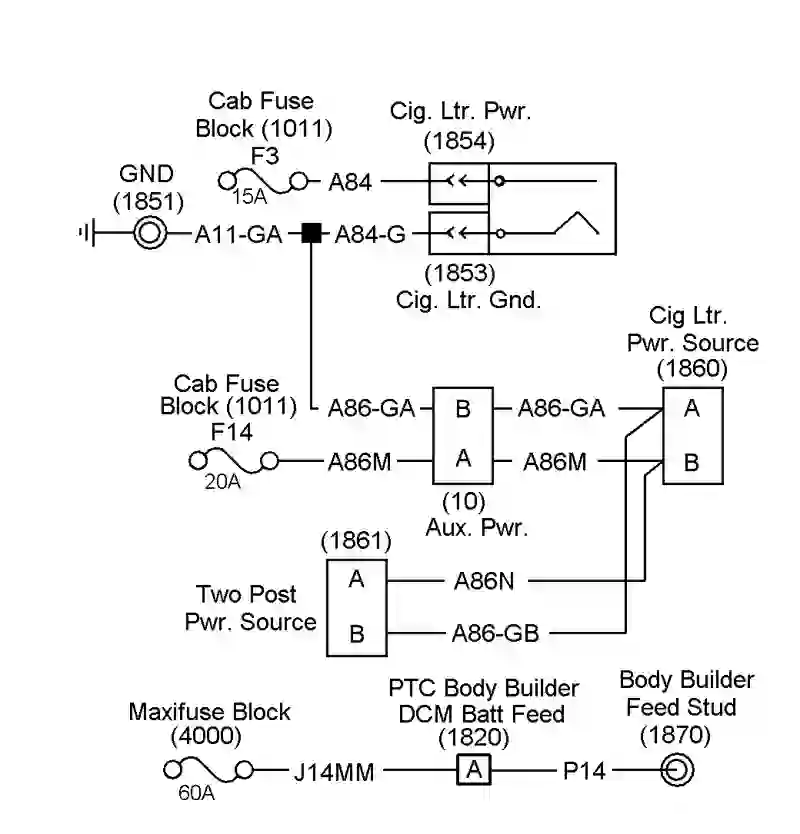 Cab Fuse
Block (1011)
F3
15A
A84
Cig. Ltr. Pwr.
(1854)
GND
(1851)
A11-GA
A84-G
(1853)
Cig. Ltr. Gnd.
Cig Ltr.
Pwr. Source
(1860)
Cab Fuse
Block (1011)
F14
20A
A86-GA
B
A86-GA
A
A86M
A
A86M
B
(10)
Aux. Pwr.
(1861)
Two Post
Pwr. Source
A
A86N
B
A86-GB
Maxifuse Block
(4000)
60A
J14MM
PTC Body Builder
DCM Batt Feed
(1820)
A
P14
Body Builder
Feed Stud
(1870)